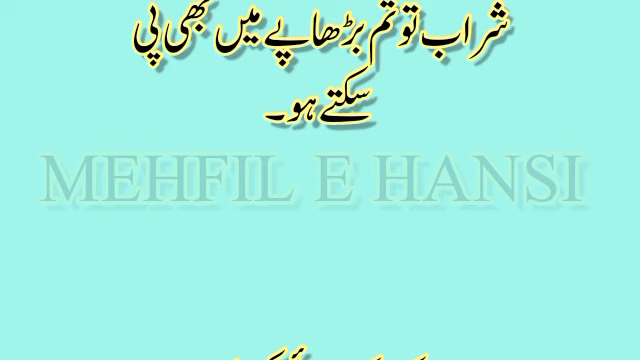 شراب تو تم بڑھاپے میں بھی پی
سکتے ہو۔
MEHFIL E HANSI